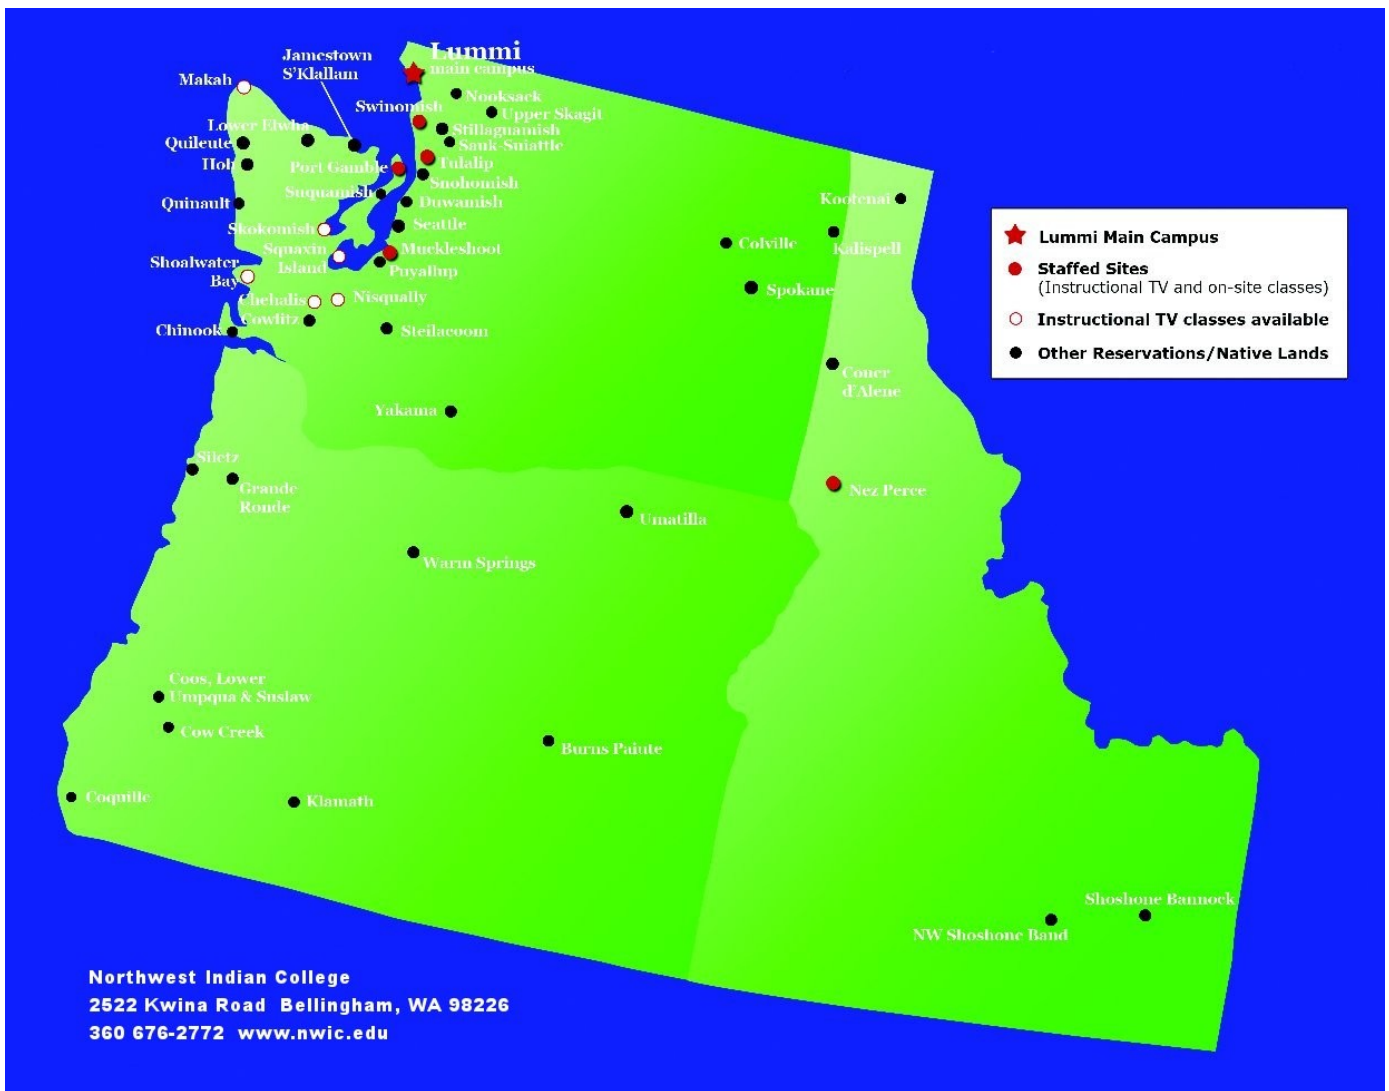 Lummi
main campus
Jamestown
S'Klallam
Makah
Nooksack
Swinomish
Upper Skagit
Lower Elwha
Stillagnamish
Quileute
Sauk-Suiattle
Hoh
Port Gamble
Tulalip
Snohomish
Suquamish
Quinault
Duwamish
Skokomish
Seattle
Squaxin
Island
Muckleshoot
Shoalwater
Bay
Puyallup
Chehalis
Nisqually
Cowlitz
Chinook
Steilacoom
Kootenai
Colville
Kalispell
Spokane
Coeur
d'Alene
Yakama
Siletz
Grande
Ronde
Nez Perce
Umatilla
Warm Springs
Coos, Lower
Umpqua & Suslaw
Cow Creek
Burns Paiute
Coquille
Klamath
Shoshone Bannock
NW Shoshone Band
Lummi Main Campus
Staffed Sites
(Instructional TV and on-site classes)
Instructional TV classes available
Other Reservations/Native Lands
Northwest Indian College
2522 Kwina Road Bellingham, WA 98226
360 676-2772 www.nwic.edu